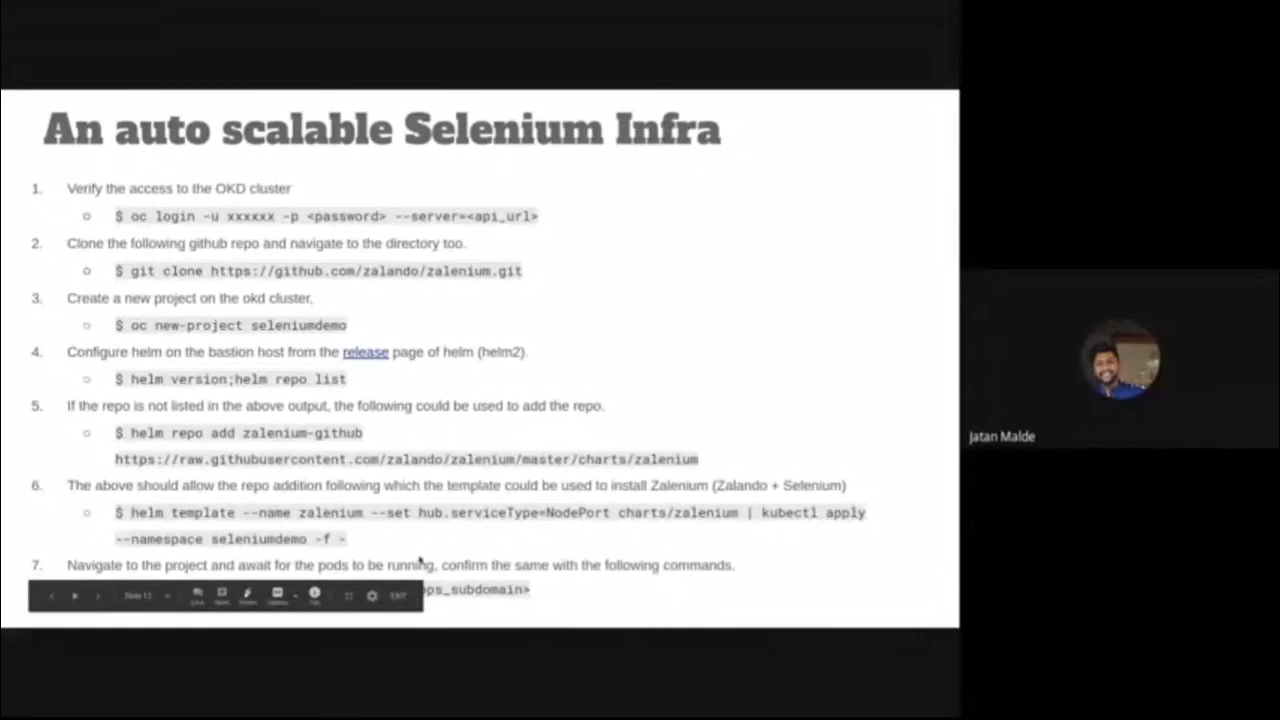 An auto scalable Selenium Infra
1. Verify the access to the OKD cluster
○ $ oc login -u xxxxxx -p <password> --server=<api_url>
2. Clone the following github repo and navigate to the directory too.
○ $ git clone https://github.com/zalando/zalenium.git
3. Create a new project on the okd cluster,
○ $ oc new-project seleniumdemo
4. Configure helm on the bastion host from the release page of helm (helm2).
○ $ helm version;helm repo list
5. If the repo is not listed in the above output, the following could be used to add the repo.
○ $ helm repo add zalenium-github
https://raw.githubusercontent.com/zalando/zalenium/master/charts/zalenium
6. The above should allow the repo addition following which the template could be used to install Zalenium (Zalando + Selenium)
○ $ helm template --name zalenium --set hub.serviceType=NodePort charts/zalenium | kubectl apply
--namespace seleniumdemo -f -
7. Navigate to the project and await for the pods to be running, confirm the same with the following commands.
ops_subdomain>
Slide 12
EXIT
Jatan Malde